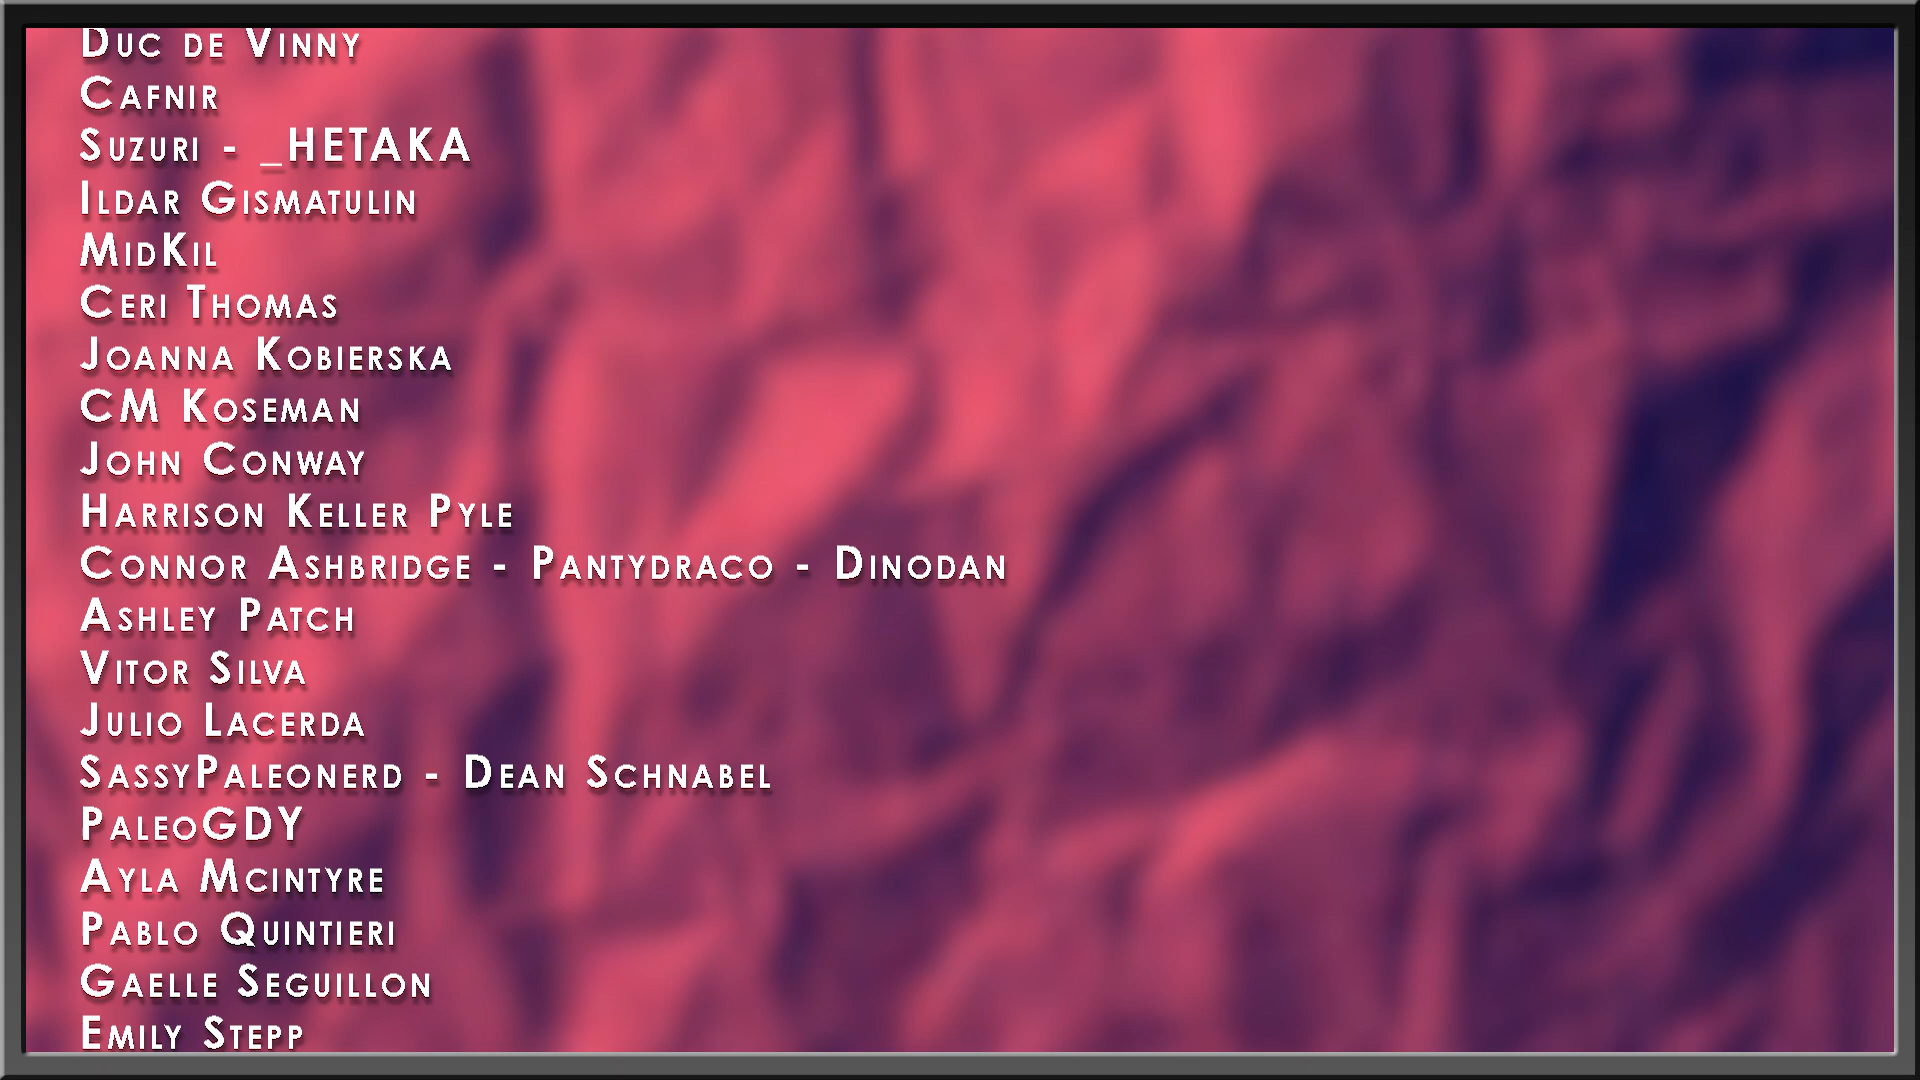 Duc de Vinny
Cafnir
Suzuri - _HETAKA
Ildar Gismatulin
MidKil
Ceri Thomas
Joanna Kobierska
CM Koseman
John Conway
Harrison Keller Pyle
Connor Ashbridge - Pantydraco - Dinodan
Ashley Patch
Vitor Silva
Julio Lacerda
SassyPaleonerd - Dean Schnabel
PaleoGDY
Ayla Mcintyre
Pablo Quintieri
Gaelle Seguillon
Emily Stepp